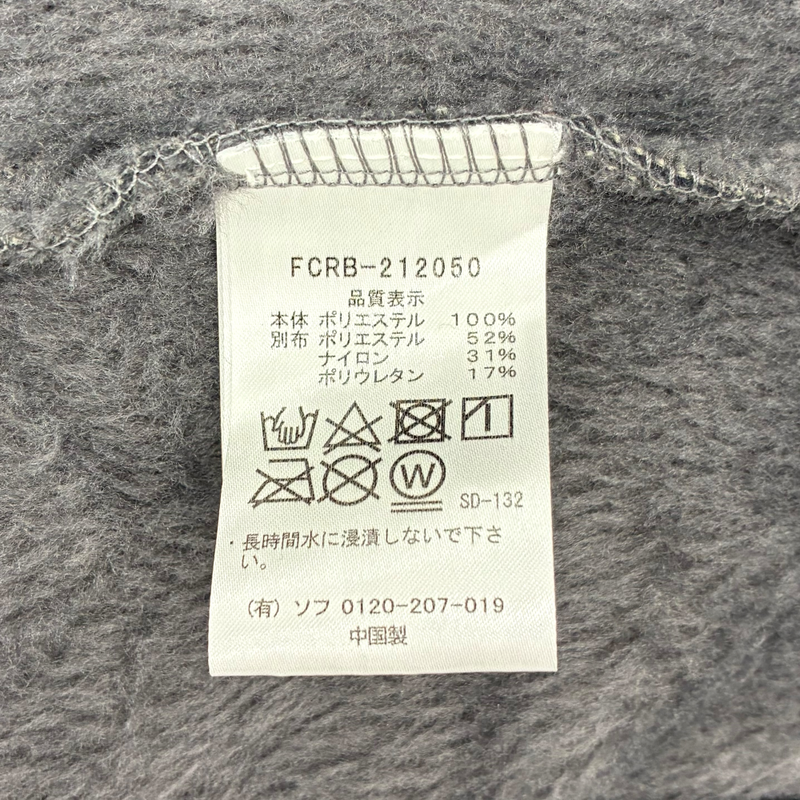 FCRB-212050
品質表示
本体 ポリエステル 100%
別布 ポリエステル 52%
ナイロン 31%
ポリウレタン 17%
W
SD-132
・長時間水に浸漬しないで下さ
い。
(有) ソフ 0120-207-019
中国製